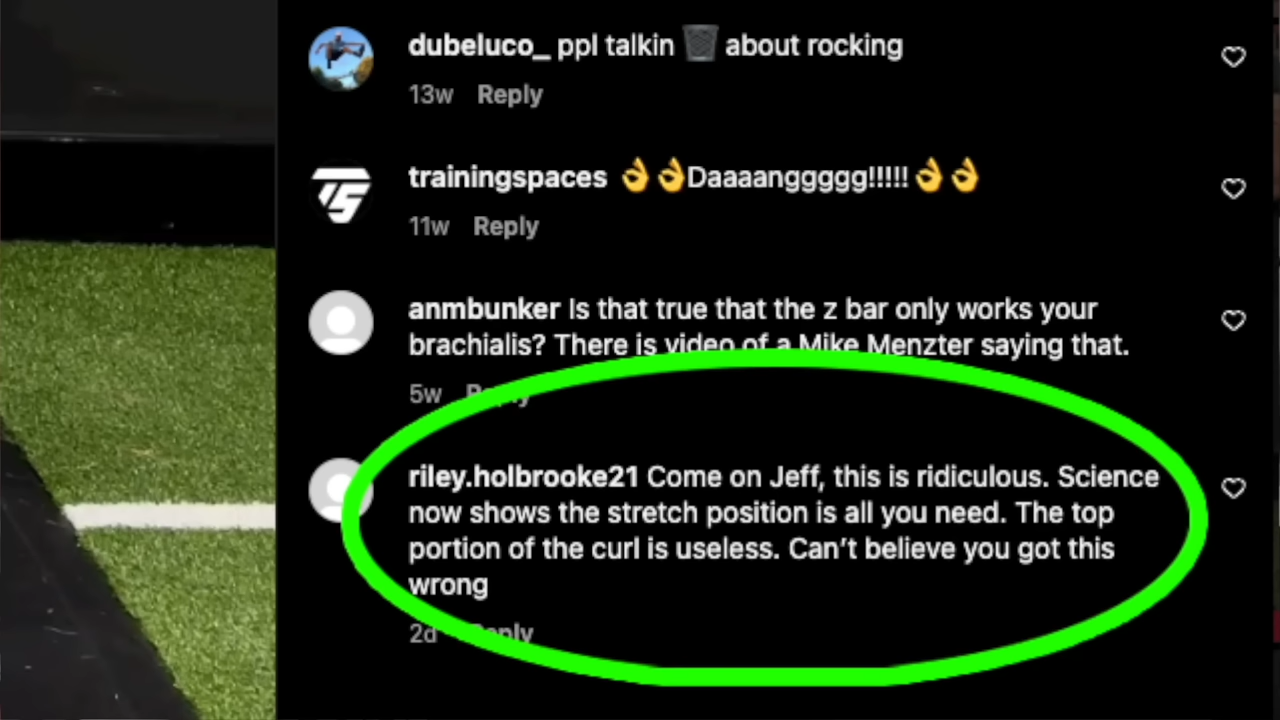 dubeluco_ ppl talkin 🗑️ about rocking
13w Reply
trainingspaces 👌👌Daaaanggggg!!!!!👌👌
11w Reply
anmbunker Is that true that the z bar only works your
brachialis? There is video of a Mike Menzter saying that.
5w Reply
riley.holbrooke21 Come on Jeff, this is ridiculous. Science
now shows the stretch position is all you need. The top
portion of the curl is useless. Can't believe you got this
wrong
2d Reply